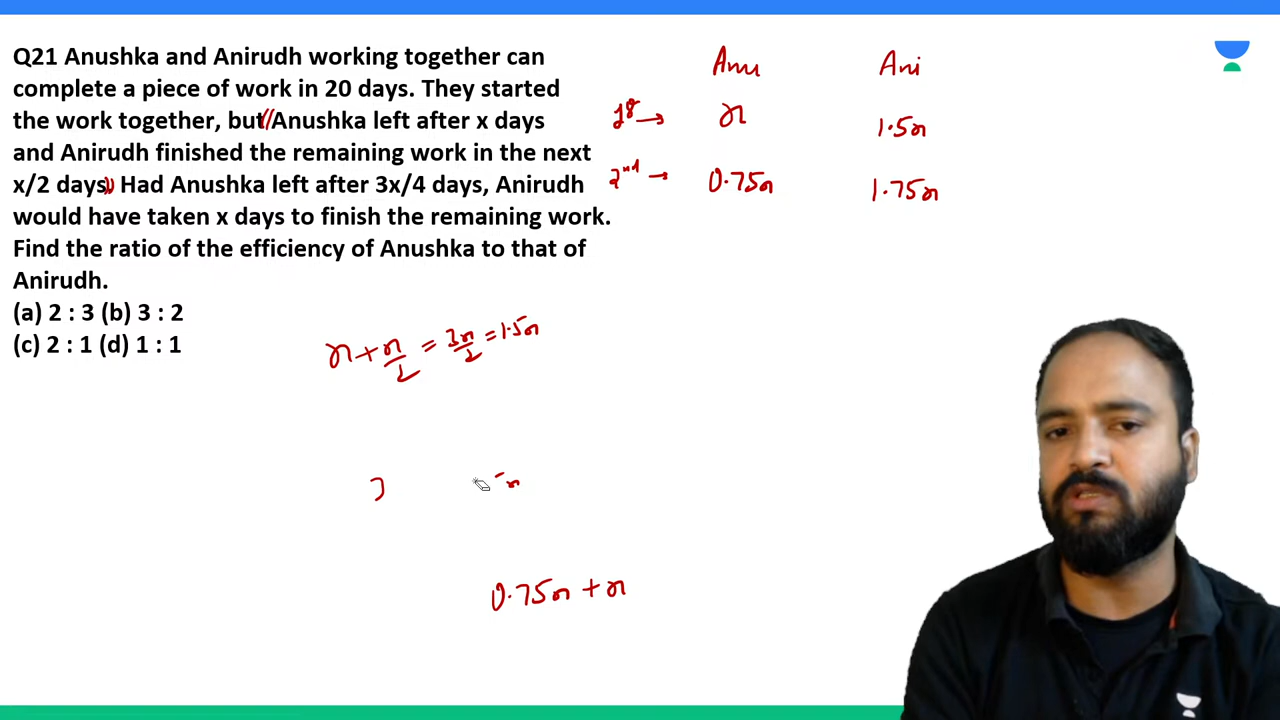 Q21 Anushka and Anirudh working together can
complete a piece of work in 20 days. They started
the work together, but Anushka left after x days
and Anirudh finished the remaining work in the next
x/2 days. Had Anushka left after 3x/4 days, Anirudh
would have taken x days to finish the remaining work.
Find the ratio of the efficiency of Anushka to that of
Anirudh.
(a) 2 : 3 (b) 3 : 2
(c) 2 : 1 (d) 1 : 1
Anu Ani
→ x 1.5x
2nd → 0.75x 1.75x
x + x/2 = 3x/2 = 1.5x
0.75x + x